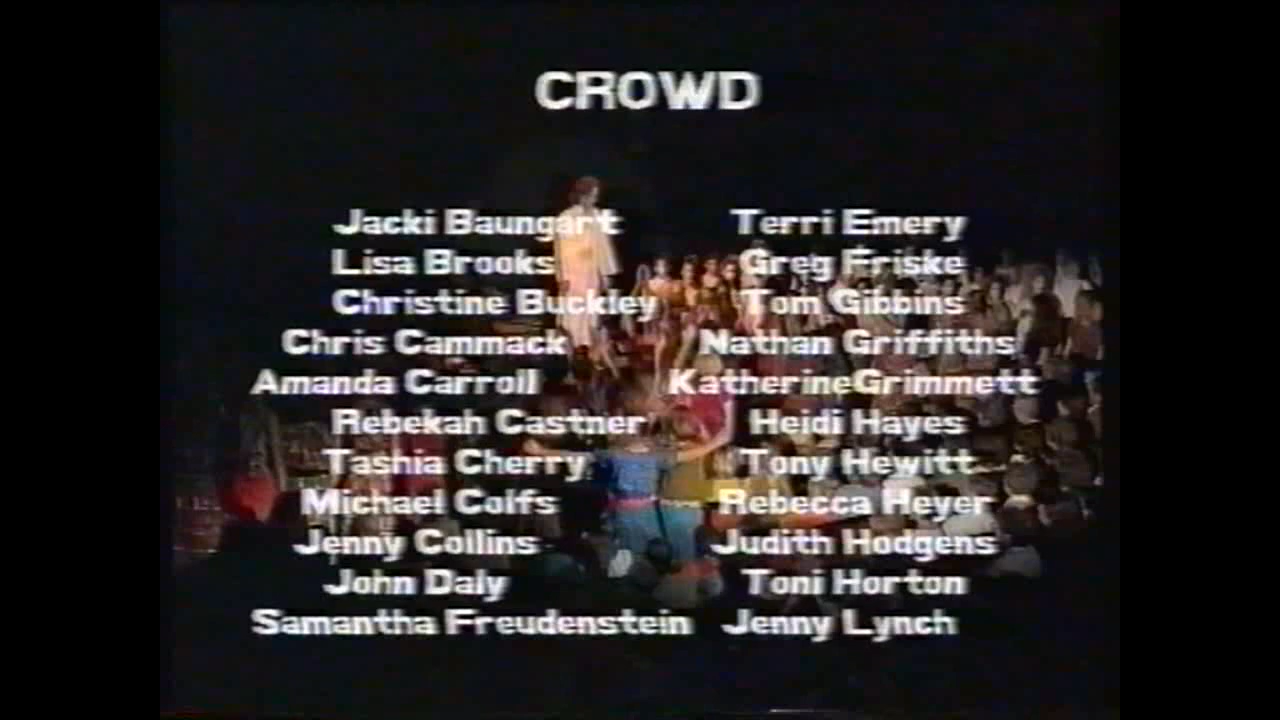 CROWD
Jacki Baungart
Lisa Brooks
Christine Buckley
Chris Cammack
Amanda Carroll
Rebekah Castner
Tashia Cherry
Michael Colfs
Jenny Collins
John Daly
Samantha Freudenstein
Terri Emery
Greg Friske
Tom Gibbins
Nathan Griffiths
KatherineGrimmett
Heidi Hayes
Tony Hewitt
Rebecca Heyer
Judith Hodgens
Toni Horton
Jenny Lynch